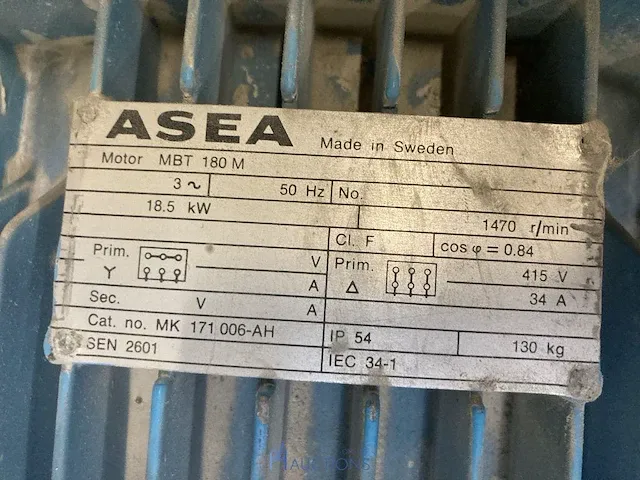 ASEA Made in Sweden
Motor MBT 180 M
3 ~ 50 Hz No.
18.5 kW 1470 r/min
Cl. F cos φ = 0.84
Prim. V Prim. 415 V
Y A Δ 34 A
Sec. V A
Cat. no. MK 171 006-AH IP 54 130 kg
SEN 2601 IEC 34-1
AUCTIONS